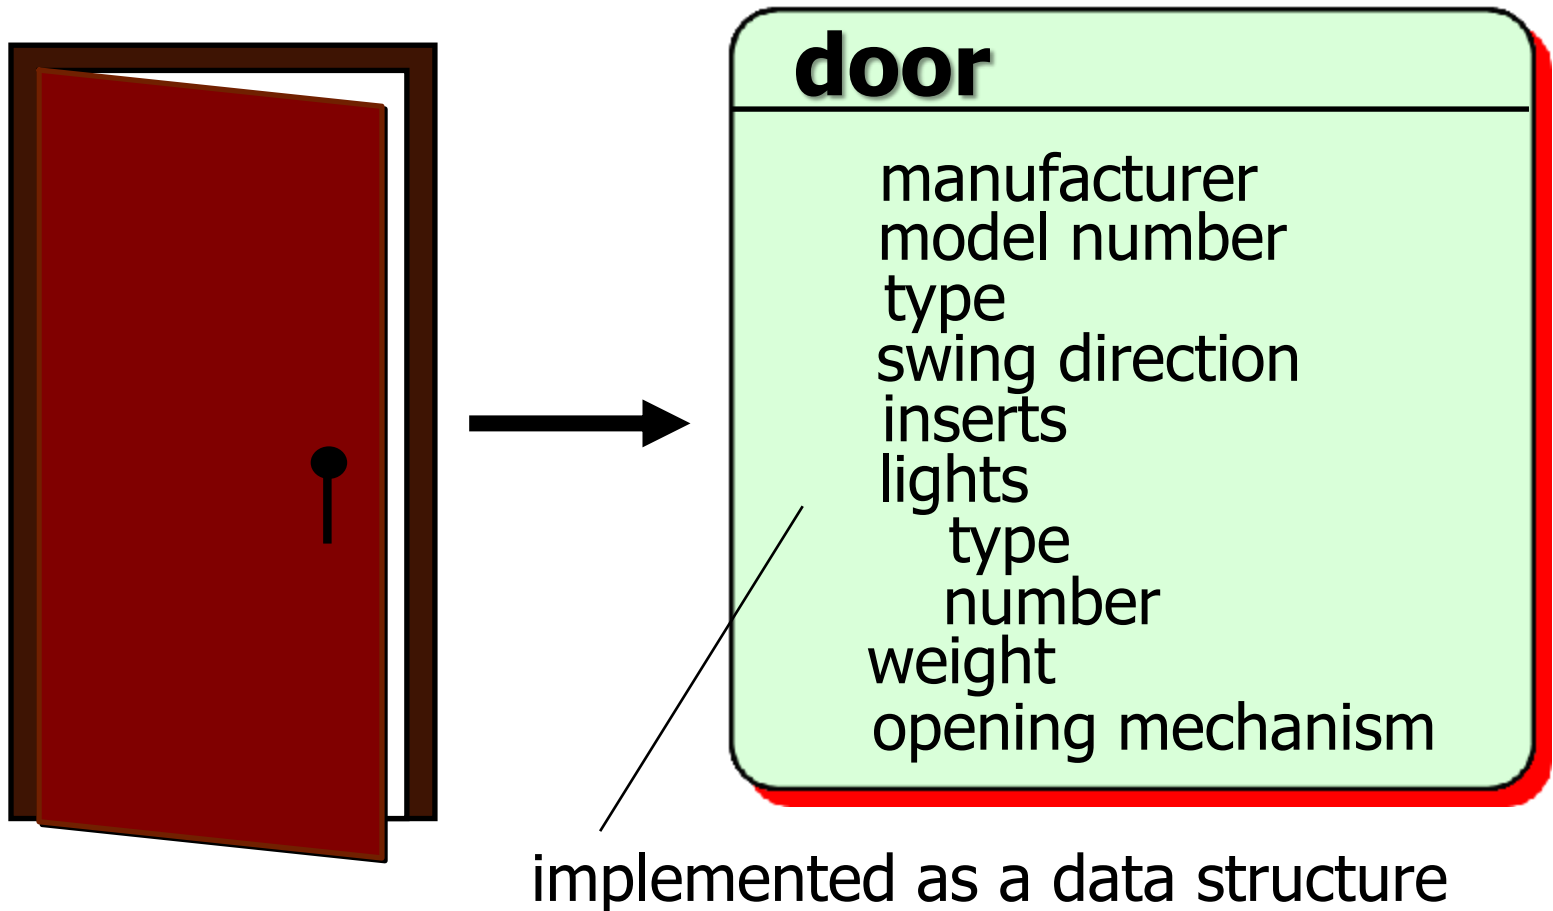 door
manufacturer
model number
type
swing direction
inserts
lights
type
number
weight
opening mechanism
implemented as a data structure